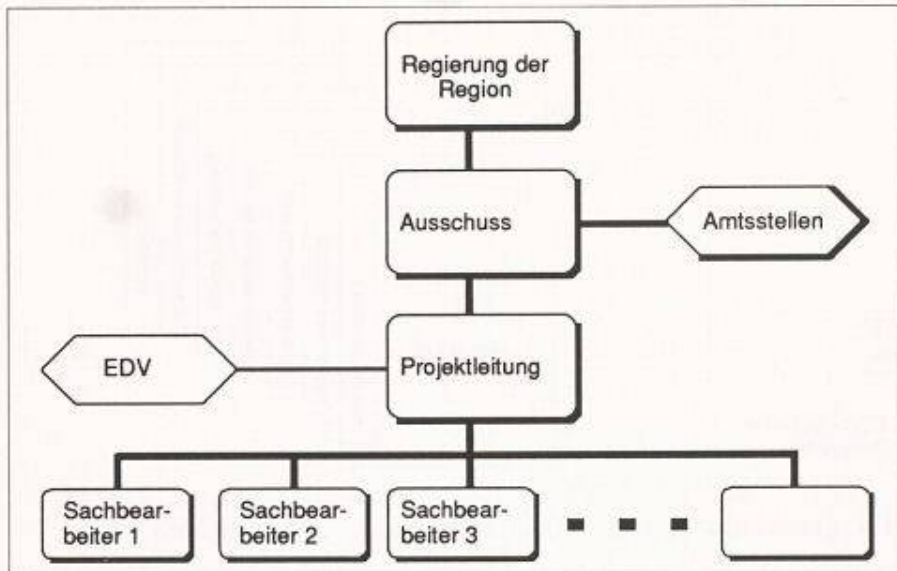 Regierung der
Region
Ausschuss
Amtsstellen
EDV
Projektleitung
Sachbear-
beiter 1
Sachbear-
beiter 2
Sachbear-
beiter 3